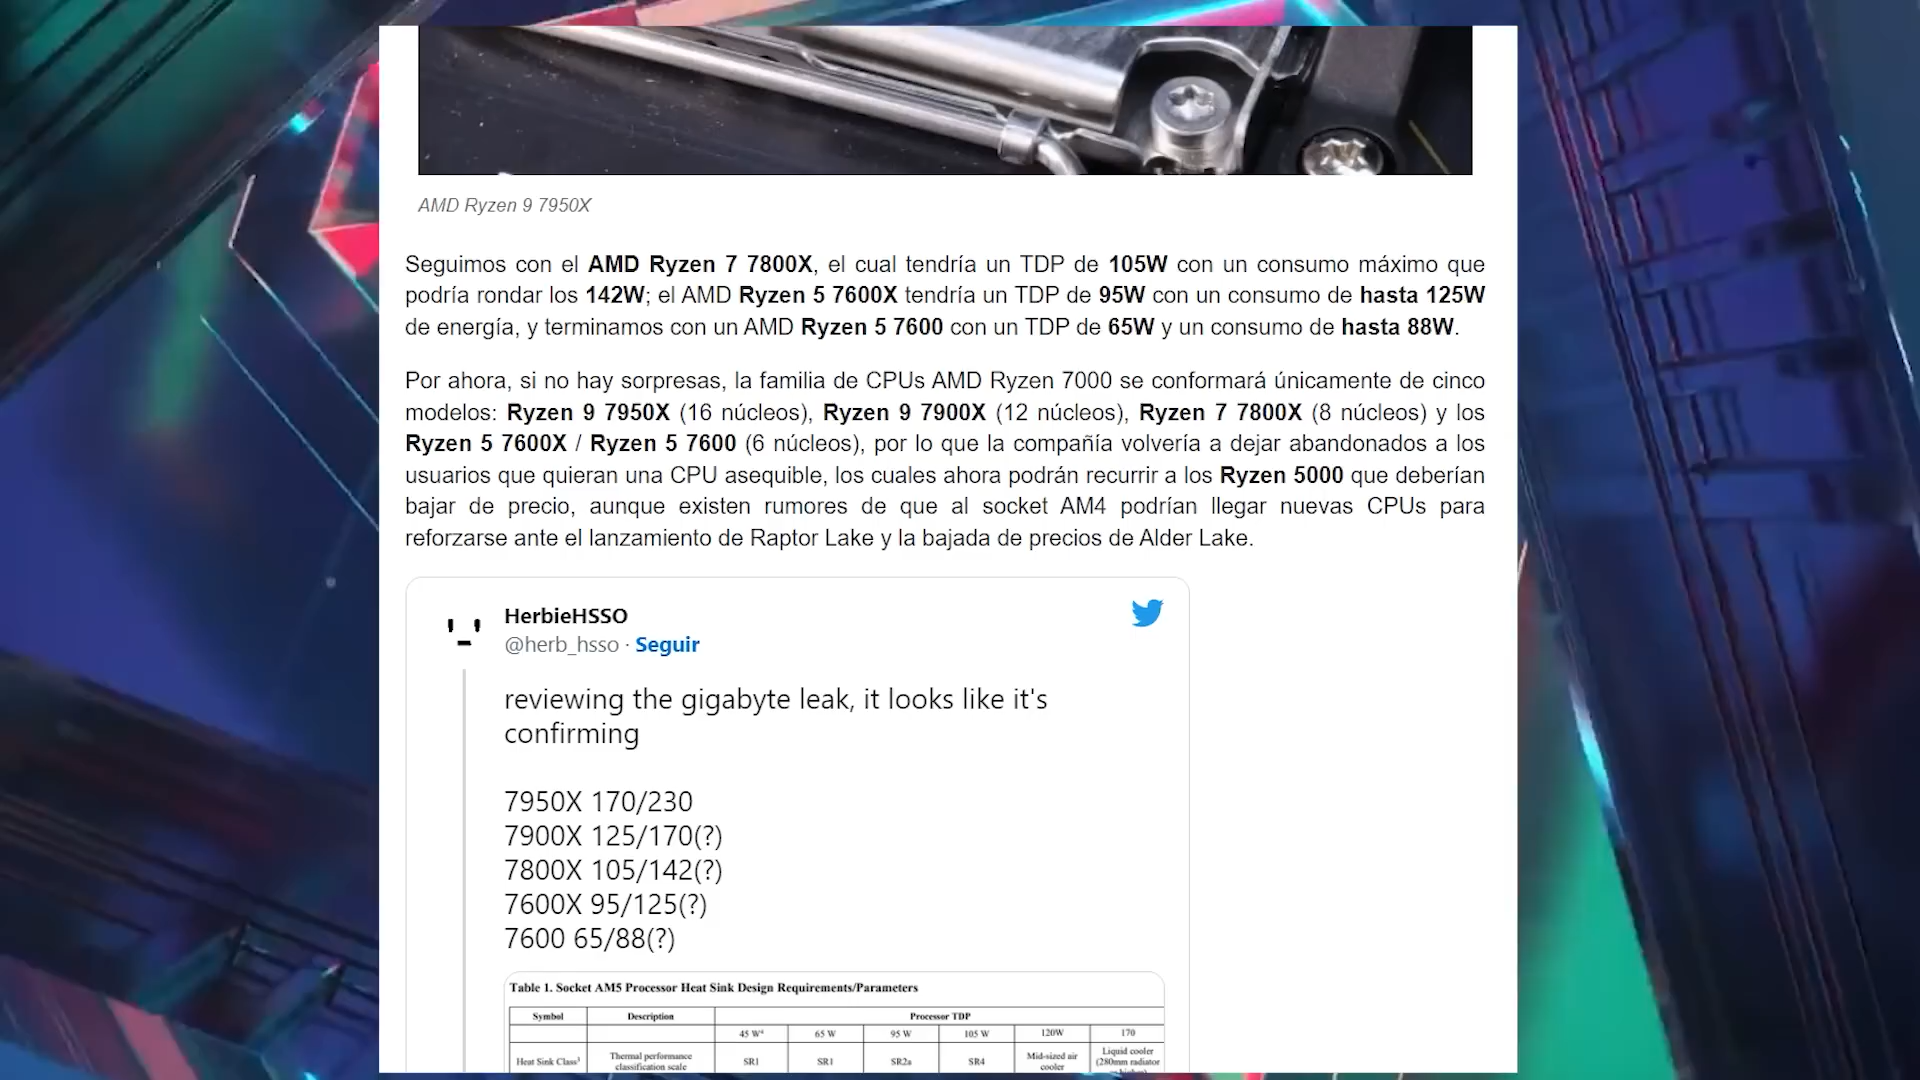 AMD Ryzen 9 7950X
Seguimos con el AMD Ryzen 7 7800X, el cual tendría un TDP de 105W con un consumo máximo que
podría rondar los 142W; el AMD Ryzen 5 7600X tendría un TDP de 95W con un consumo de hasta 125W
de energía, y terminamos con un AMD Ryzen 5 7600 con un TDP de 65W y un consumo de hasta 88W.
Por ahora, si no hay sorpresas, la familia de CPUs AMD Ryzen 7000 se conformará únicamente de cinco
modelos: Ryzen 9 7950X (16 núcleos), Ryzen 9 7900X (12 núcleos), Ryzen 7 7800X (8 núcleos) y los
Ryzen 5 7600X / Ryzen 5 7600 (6 núcleos), por lo que la compañía volvería a dejar abandonados a los
usuarios que quieran una CPU asequible, los cuales ahora podrán recurrir a los Ryzen 5000 que deberían
bajar de precio, aunque existen rumores de que al socket AM4 podrían llegar nuevas CPUs para
reforzarse ante el lanzamiento de Raptor Lake y la bajada de precios de Alder Lake.
HerbieHSSO
@herb_hsso · Seguir
reviewing the gigabyte leak, it looks like it's
confirming
7950X 170/230
7900X 125/170(?)
7800X 105/142(?)
7600X 95/125(?)
7600 65/88(?)
Table 1. Socket AM5 Processor Heat Sink Design Requirements/Parameters
Symbol Description Processor TDP
45 W⁴ 65 W 95 W 105 W 120W 170
Heat Sink Class³ Thermal performance classification scale SR1 SR1 SR2a SR4 Mid-sized air cooler Liquid cooler (280mm radiator